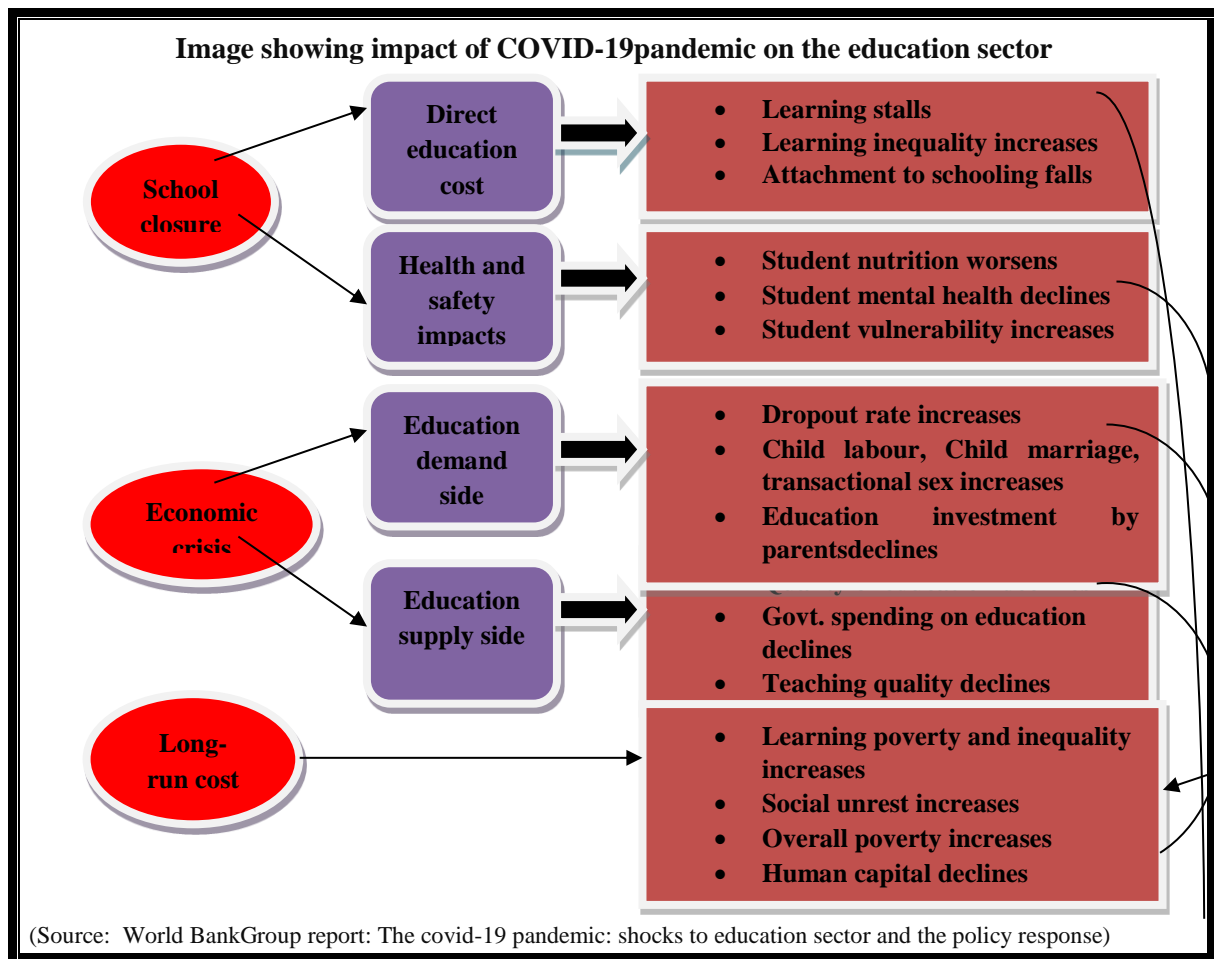 Image showing impact of COVID-19pandemic on the education sector
School
closure
Direct
education
cost
• Learning stalls
• Learning inequality increases
• Attachment to schooling falls
Health and
safety
impacts
• Student nutrition worsens
• Student mental health declines
• Student vulnerability increases
Economic
crisis
Education
demand
side
• Dropout rate increases
• Child labour, Child marriage,
transactional sex increases
• Education investment by
parentsdeclines
Education
supply side
• Govt. spending on education
declines
• Teaching quality declines
Long-
run cost
• Learning poverty and inequality
increases
• Social unrest increases
• Overall poverty increases
• Human capital declines
(Source: World BankGroup report: The covid-19 pandemic: shocks to education sector and the policy response)